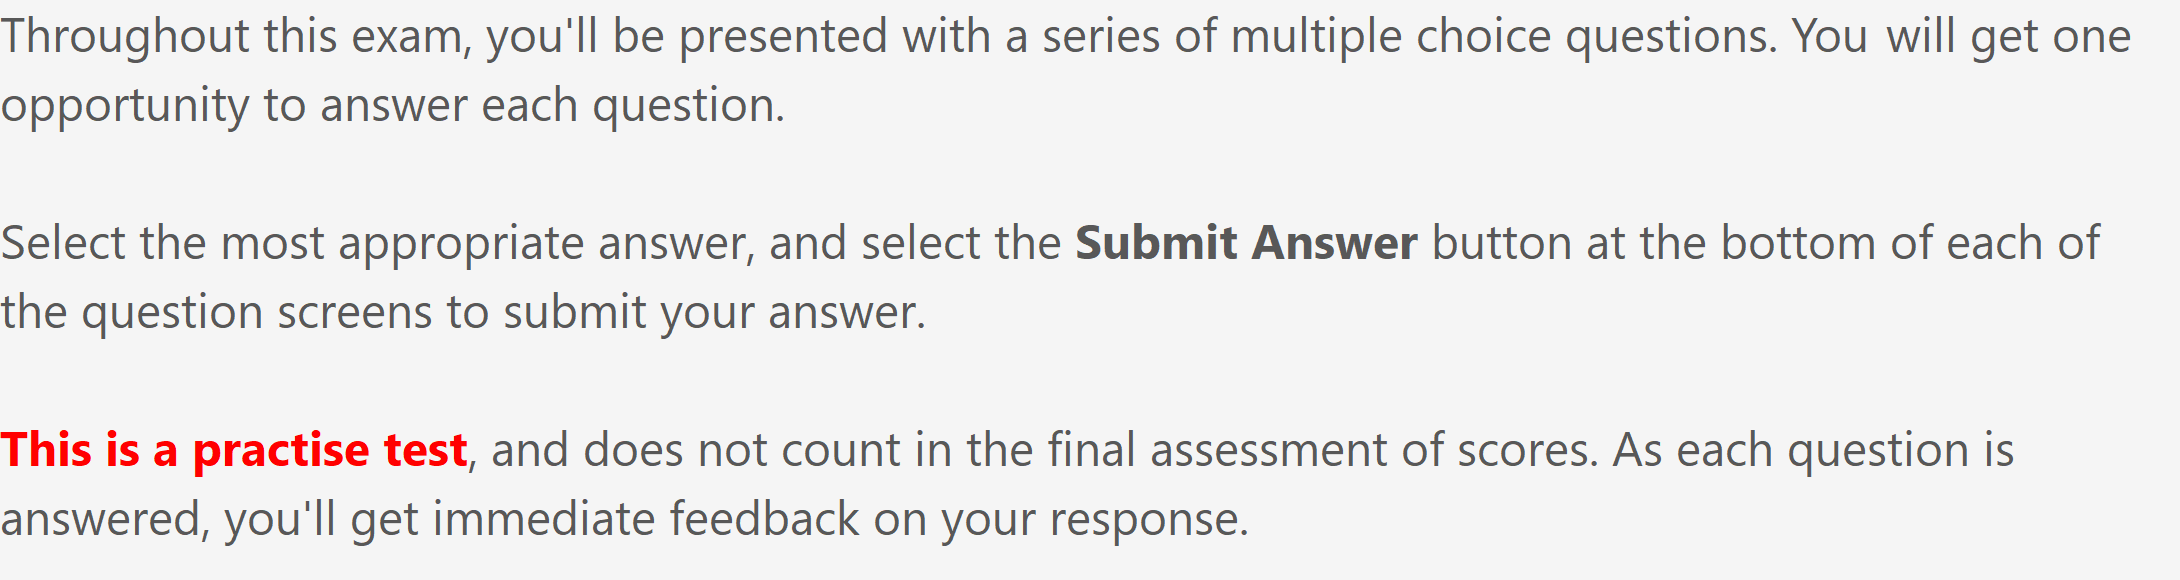 Throughout this exam, you'll be presented with a series of multiple choice questions. You will get one
opportunity to answer each question.
Select the most appropriate answer, and select the Submit Answer button at the bottom of each of
the question screens to submit your answer.
This is a practise test, and does not count in the final assessment of scores. As each question is
answered, you'll get immediate feedback on your response.